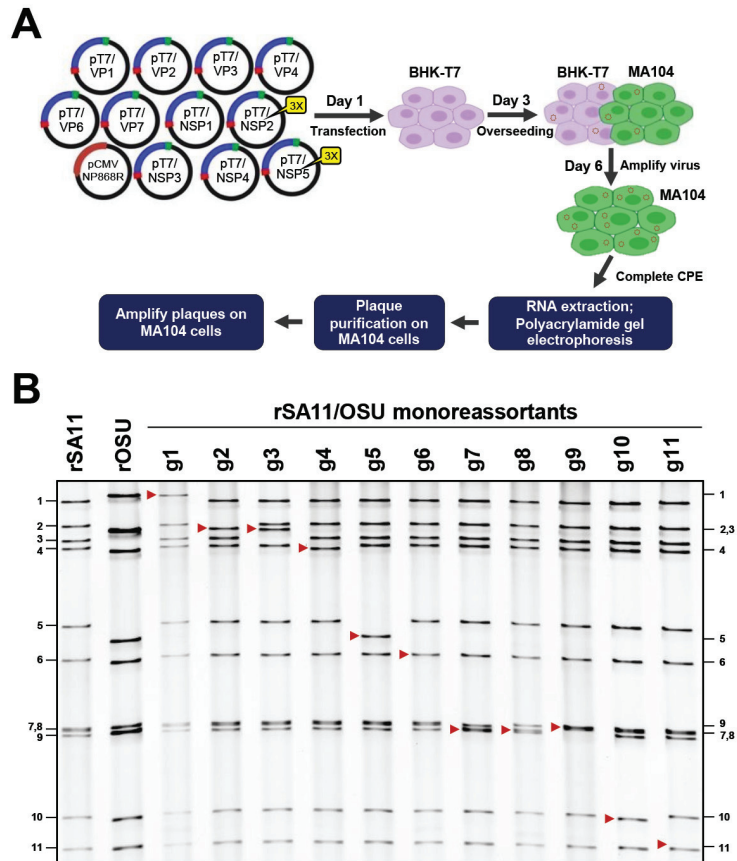 A
pT7/
VP1
pT7/
VP2
pT7/
VP3
pT7/
VP4
pT7/
VP6
pT7/
VP7
pT7/
NSP1
pT7/
NSP2
3X
pCMV
NP868R
pT7/
NSP3
pT7/
NSP4
pT7/
NSP5
3X
Day 1
Transfection
BHK-T7
Day 3
Overseeding
BHK-T7 MA104
Day 6 Amplify virus
MA104
Complete CPE
RNA extraction;
Polyacrylamide gel
electrophoresis
Plaque
purification on
MA104 cells
Amplify plaques on
MA104 cells
B
rSA11/OSU monoreassortants
rSA11 rOSU g1 g2 g3 g4 g5 g6 g7 g8 g9 g10 g11
1
2
3
4
5
6
7,8
9
10
11
1
2,3
4
5
6
9
7,8
10
11